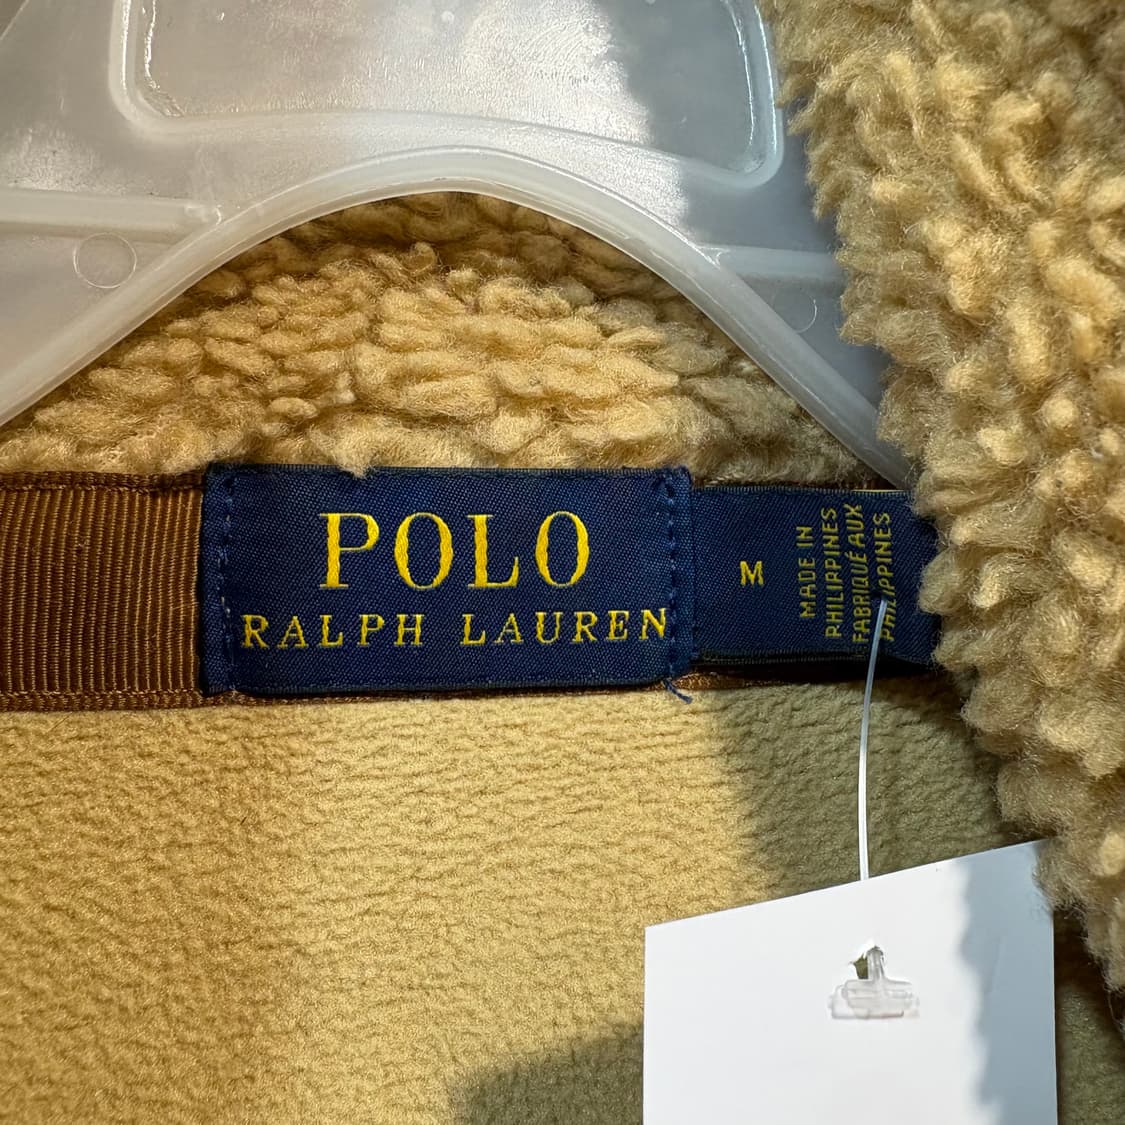 POLO
RALPH LAUREN
M
MADE IN
PHILIPPINES
FABRIQUÉ AUX
PHILIPPINES